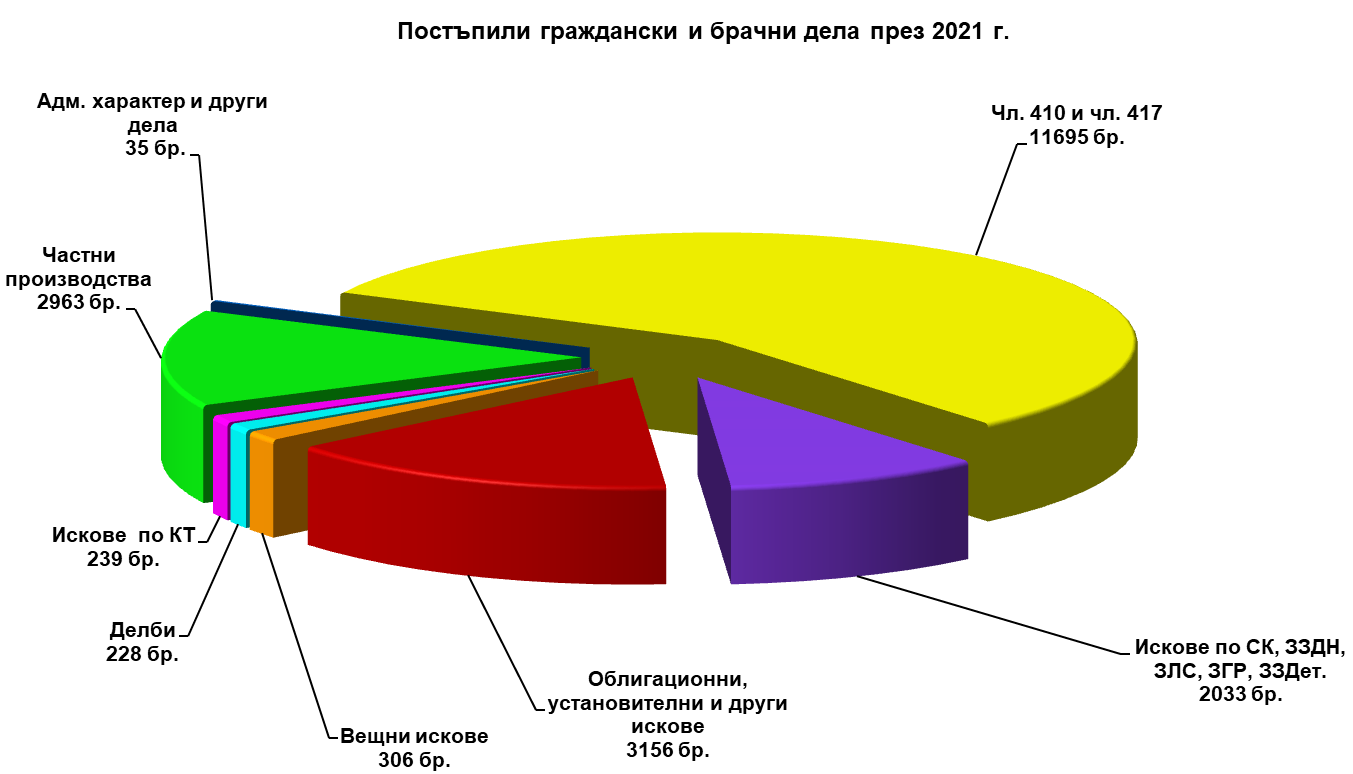 Постъпили граждански и брачни дела през 2021 г.
Адм. характер и други
дела
35 бр.
Чл. 410 и чл. 417
11695 бр.
Частни
производства
2963 бр.
Искове по КТ
239 бр.
Делби
228 бр.
Вещни искове
306 бр.
Облигационни,
установителни и други
искове
3156 бр.
Искове по СК, ЗЗДН,
ЗЛС, ЗГР, ЗЗДет.
2033 бр.